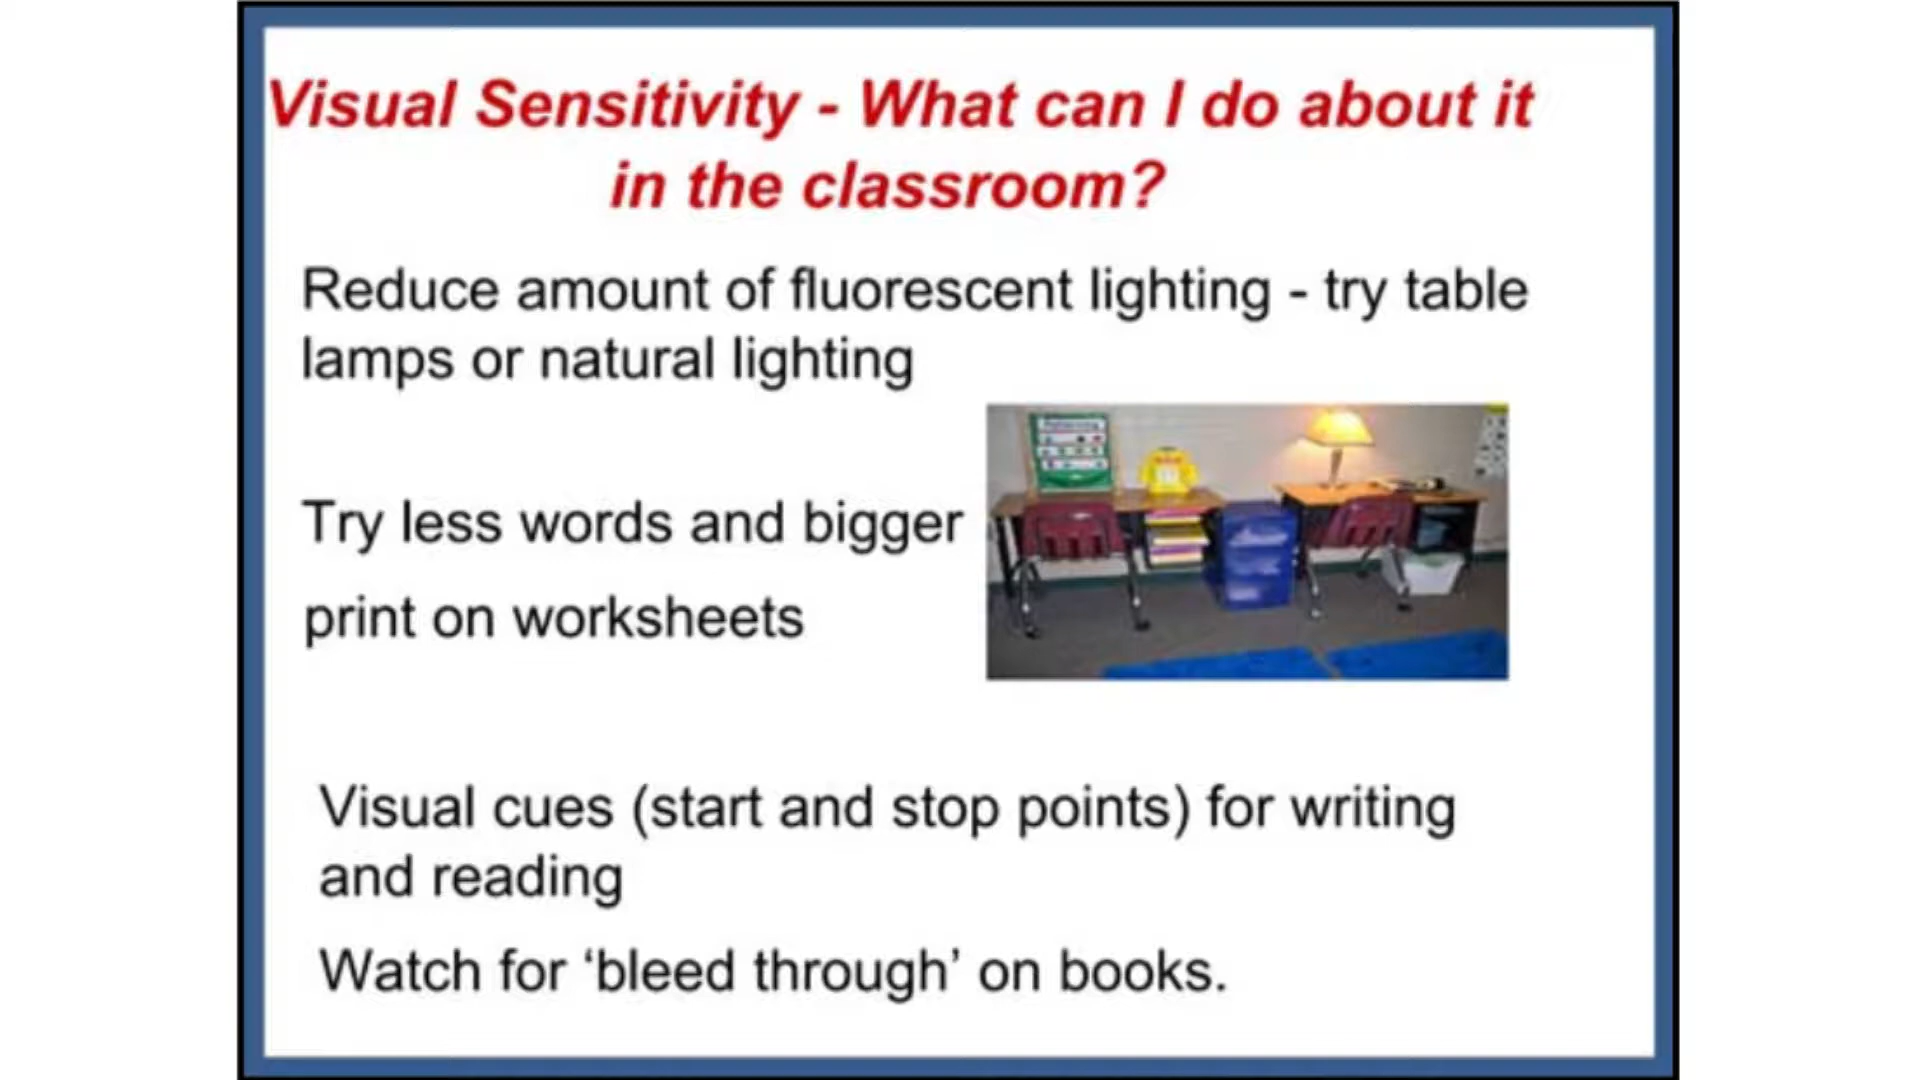 Visual Sensitivity - What can I do about it
in the classroom?
Reduce amount of fluorescent lighting - try table
lamps or natural lighting
Try less words and bigger
print on worksheets
Visual cues (start and stop points) for writing
and reading
Watch for ‘bleed through’ on books.